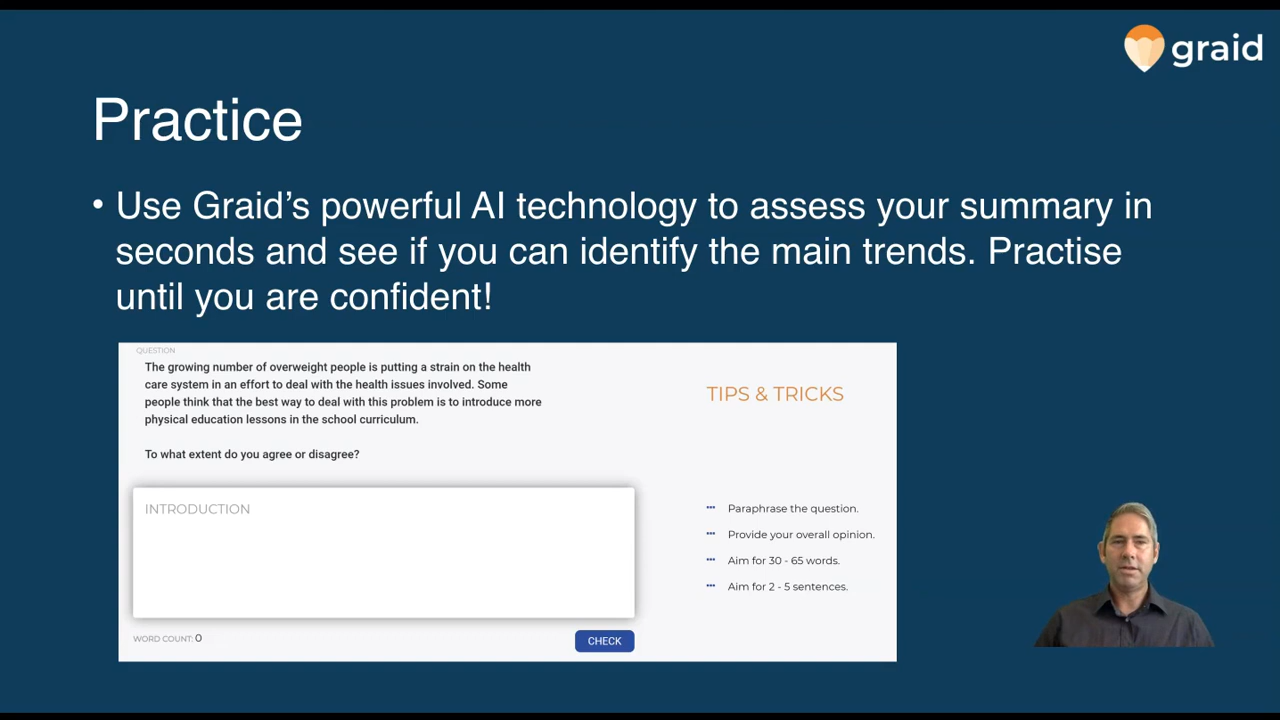 graid
Practice
• Use Graid’s powerful AI technology to assess your summary in
seconds and see if you can identify the main trends. Practise
until you are confident!
QUESTION
The growing number of overweight people is putting a strain on the health
care system in an effort to deal with the health issues involved. Some
people think that the best way to deal with this problem is to introduce more
physical education lessons in the school curriculum.
To what extent do you agree or disagree?
INTRODUCTION
WORD COUNT: 0
CHECK
TIPS & TRICKS
Paraphrase the question.
Provide your overall opinion.
Aim for 30 - 65 words.
Aim for 2 - 5 sentences.